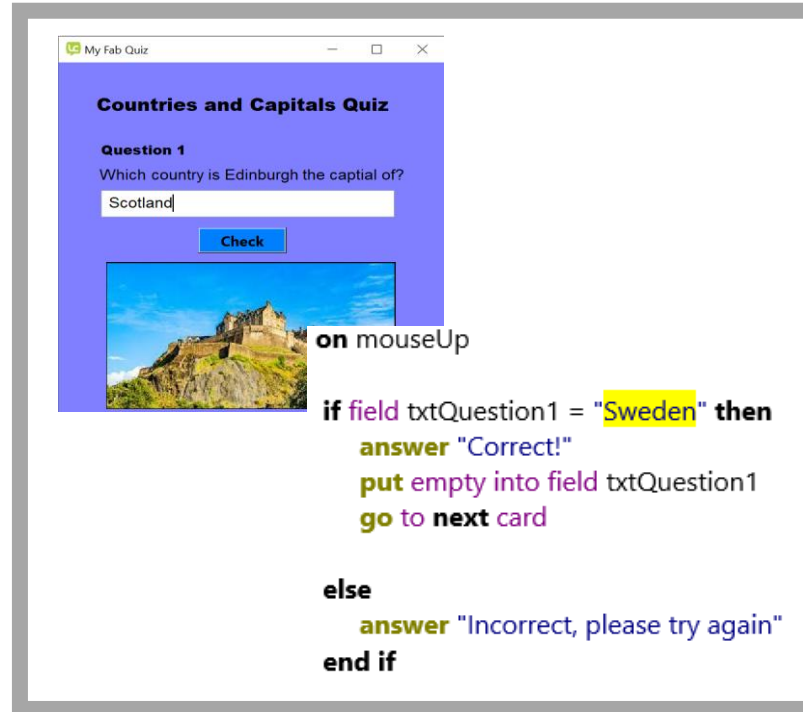 My Fab Quiz
Countries and Capitals Quiz
Question 1
Which country is Edinburgh the captial of?
Scotland
Check
on mouseUp
if field txtQuestion1 = "Sweden" then
answer "Correct!"
put empty into field txtQuestion1
go to next card
else
answer "Incorrect, please try again"
end if